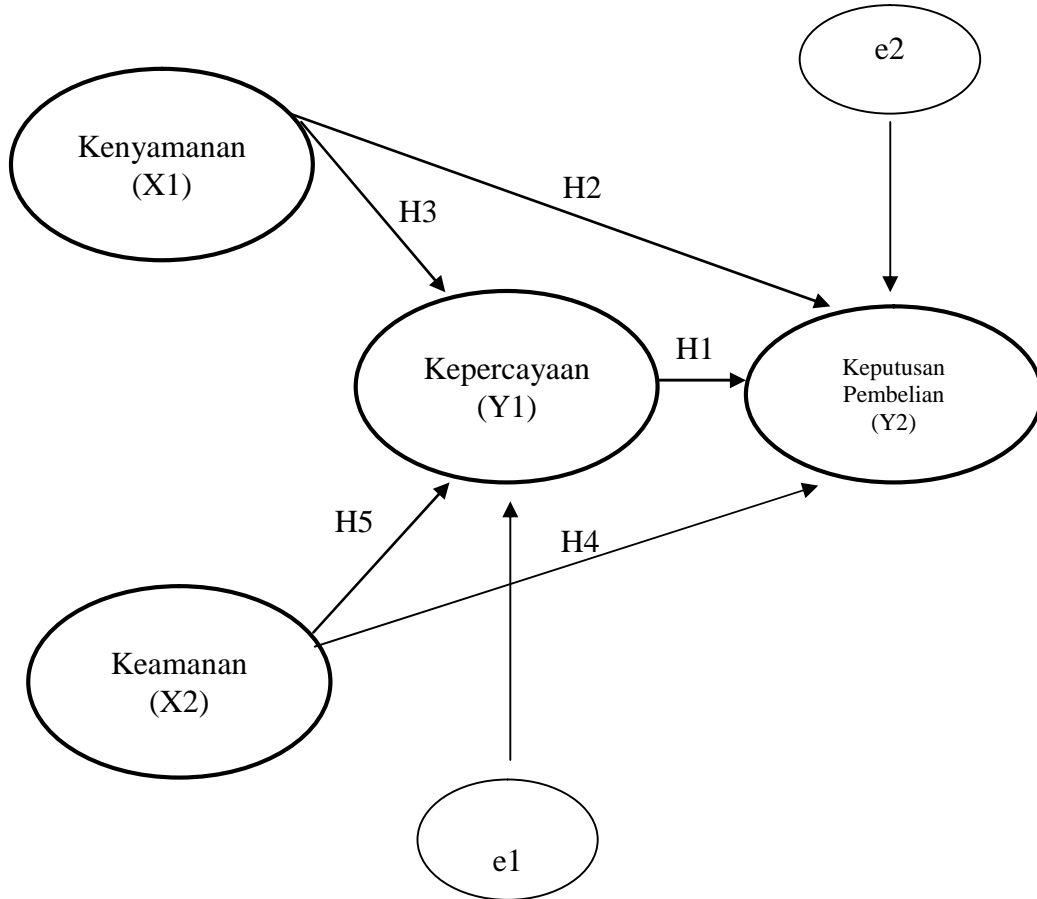 e2
Kenyamanan
(X1)
H2
H3
H1
Kepercayaan
(Y1)
Keputusan
Pembelian
(Y2)
H5
H4
Keamanan
(X2)
e1